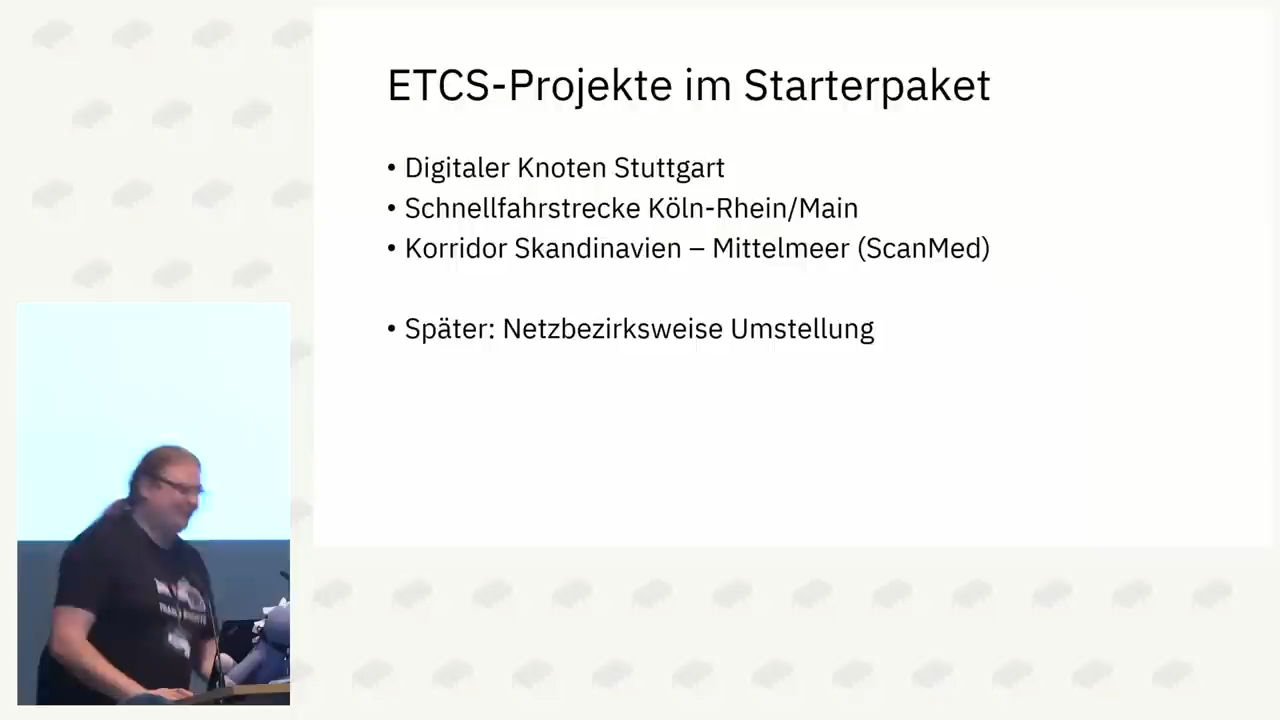 ETCS-Projekte im Starterpaket
• Digitaler Knoten Stuttgart
• Schnellfahrstrecke Köln-Rhein/Main
• Korridor Skandinavien – Mittelmeer (ScanMed)
• Später: Netzbezirksweise Umstellung